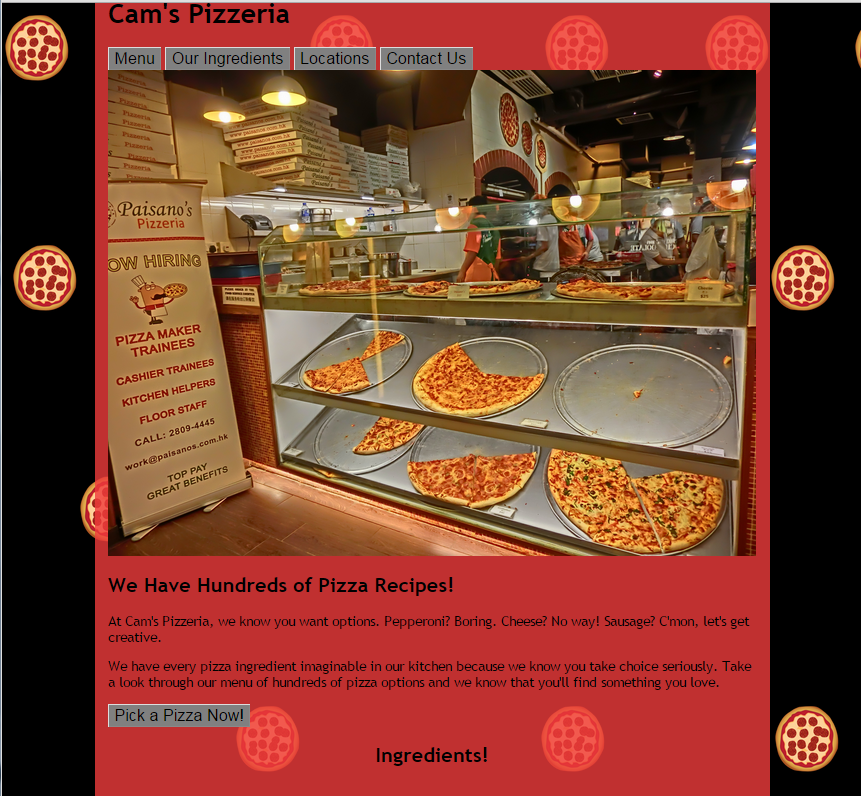 Cam's Pizzeria
Menu Our Ingredients Locations Contact Us
Paisano's
Pizzeria
OW HIRING
PIZZA MAKER
TRAINEES
CASHIER TRAINEES
KITCHEN HELPERS
FLOOR STAFF
CALL: 2809-4445
work@paisanos.com.hk
TOP PAY
GREAT BENEFITS
We Have Hundreds of Pizza Recipes!
At Cam's Pizzeria, we know you want options. Pepperoni? Boring. Cheese? No way! Sausage? C'mon, let's get
creative.
We have every pizza ingredient imaginable in our kitchen because we know you take choice seriously. Take
a look through our menu of hundreds of pizza options and we know that you'll find something you love.
Pick a Pizza Now!
Ingredients!